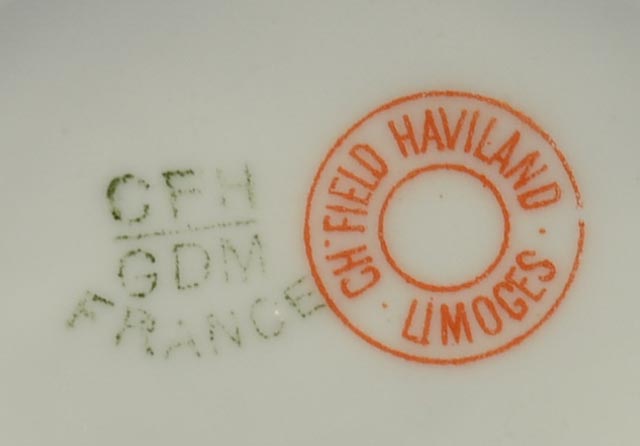 CFH
GDM
FRANCE
CH. FIELD HAVILAND
LIMOGES